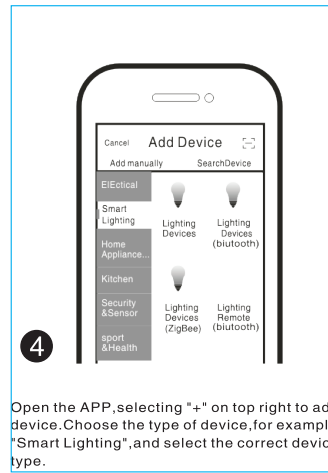 Cancel Add Device
Add manually SearchDevice
ElEctical
Smart
Lighting
Home
Appliance...
Kitchen
Security
&Sensor
sport
&Health
Lighting
Devices
Lighting
Devices
(biutooth)
Lighting
Devices
(ZigBee)
Lighting
Remote
(biutooth)
4
Open the APP,selecting "+" on top right to ad
device.Choose the type of device,for exampl
"Smart Lighting",and select the correct devic
type.